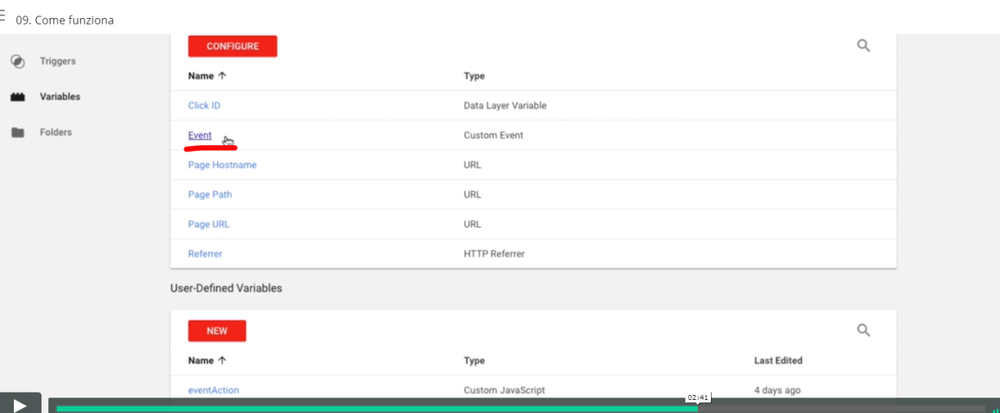 09. Come funziona
CONFIGURE
Triggers
Name ↑ Type
Variables
Click ID Data Layer Variable
Folders
Event Custom Event
Page Hostname URL
Page Path URL
Page URL URL
Referrer HTTP Referrer
User-Defined Variables
NEW
Name ↑ Type Last Edited
eventAction Custom JavaScript 4 days ago
02:41